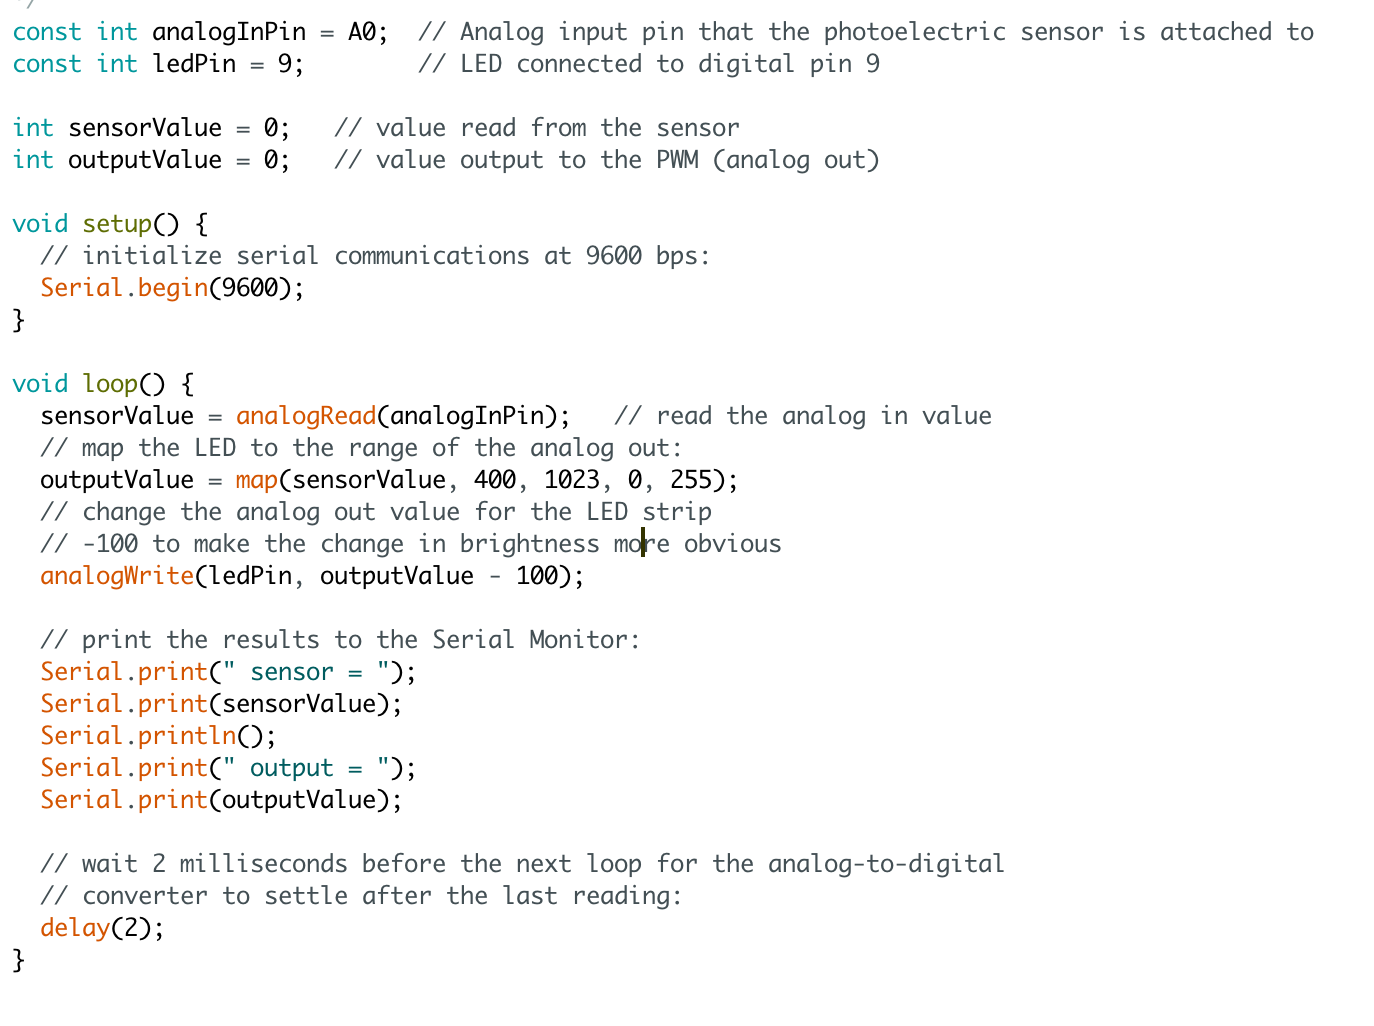 */
const int analogInPin = A0;  // Analog input pin that the photoelectric sensor is attached to
const int ledPin = 9;        // LED connected to digital pin 9

int sensorValue = 0;   // value read from the sensor
int outputValue = 0;   // value output to the PWM (analog out)

void setup() {
  // initialize serial communications at 9600 bps:
  Serial.begin(9600);
}

void loop() {
  sensorValue = analogRead(analogInPin);   // read the analog in value
  // map the LED to the range of the analog out:
  outputValue = map(sensorValue, 400, 1023, 0, 255);
  // change the analog out value for the LED strip
  // -100 to make the change in brightness more obvious
  analogWrite(ledPin, outputValue - 100);

  // print the results to the Serial Monitor:
  Serial.print(" sensor = ");
  Serial.print(sensorValue);
  Serial.println();
  Serial.print(" output = ");
  Serial.print(outputValue);

  // wait 2 milliseconds before the next loop for the analog-to-digital
  // converter to settle after the last reading:
  delay(2);
}